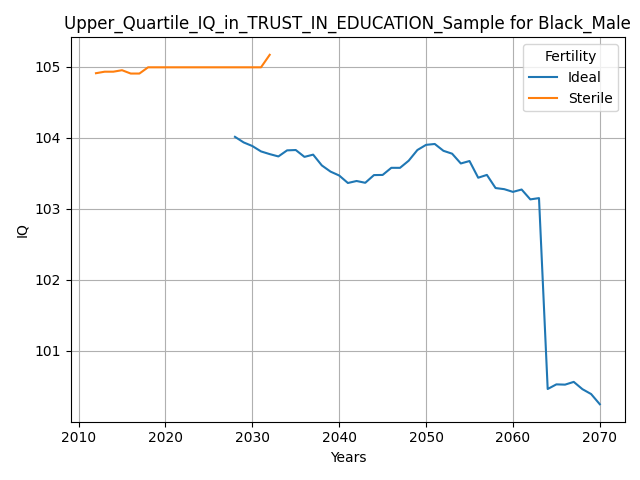 Upper_Quartile_IQ_in_TRUST_IN_EDUCATION_Sample for Black_Male
Fertility
Ideal
Sterile
105
104
103
102
101
IQ
2010 2020 2030 2040 2050 2060 2070
Years